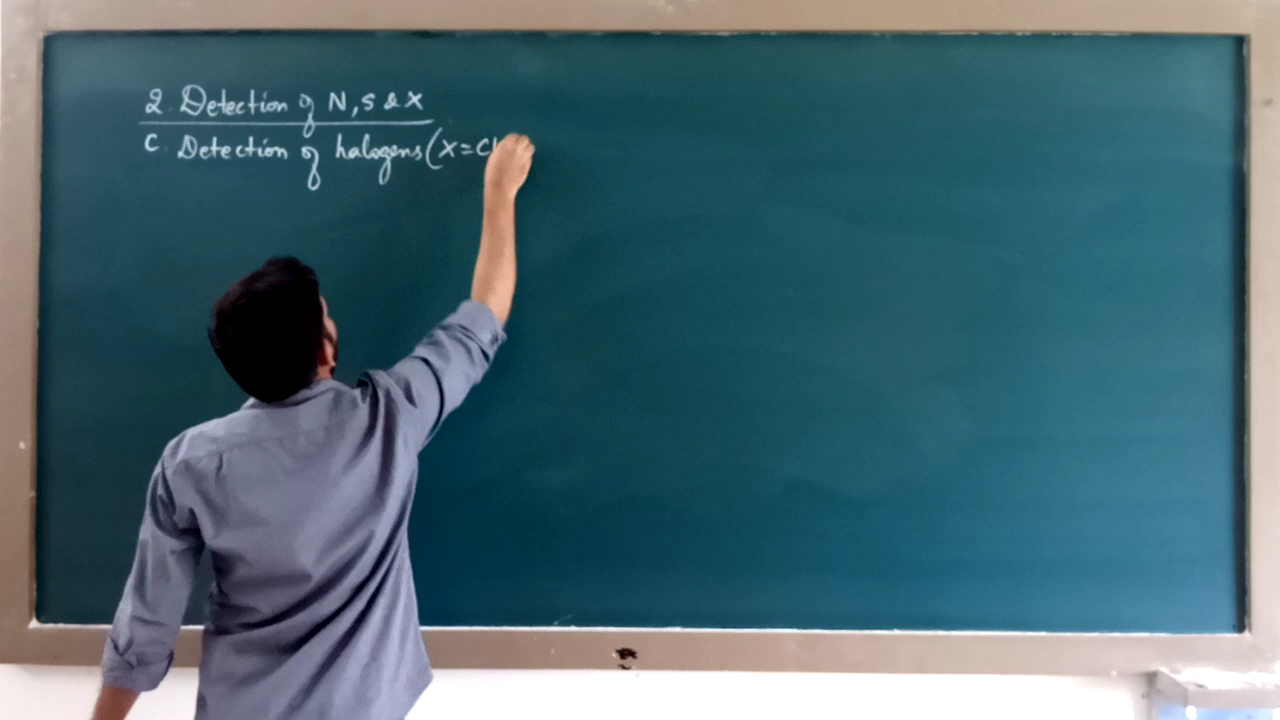 2. Detection of N, S & X
C. Detection of halogens (X=Cl